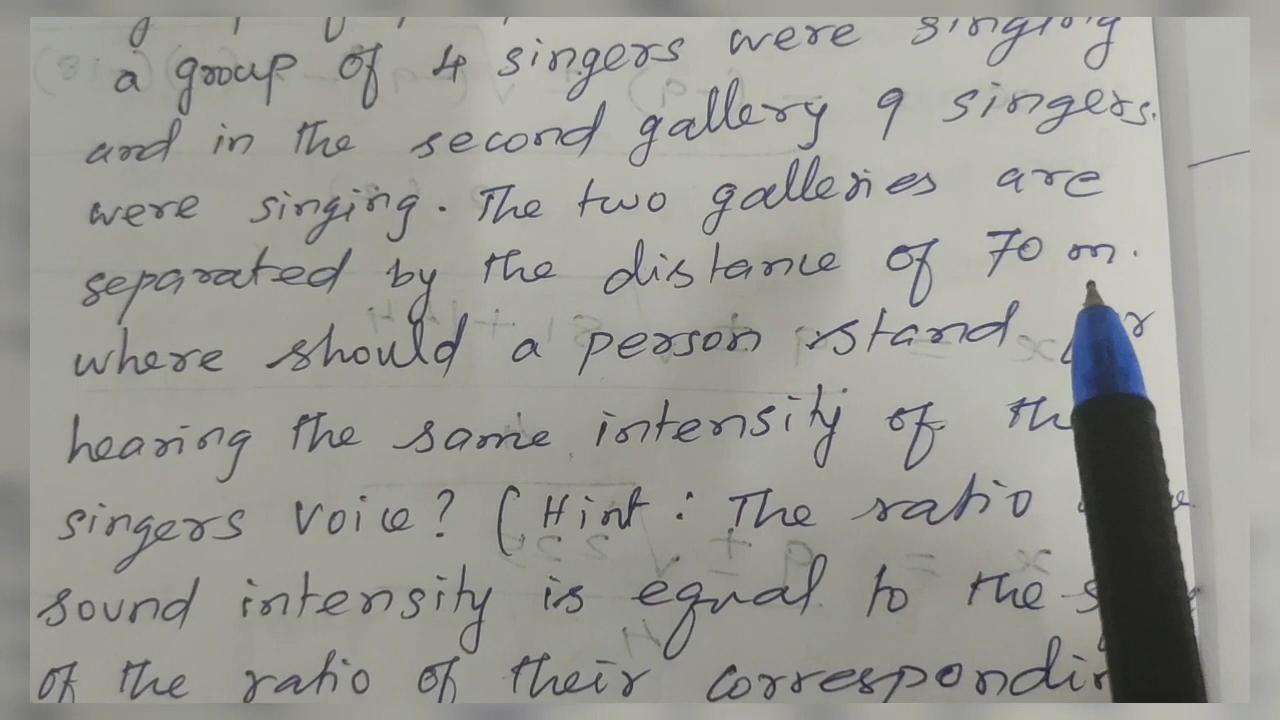 a group of 4 singers were singing
and in the second gallery 9 singers.
were singing. The two galleries are
separated by the distance of 70 m.
where should a person stand
hearing the same intensity of
singers voice? (Hint: The ratio
sound intensity is equal to the
of the ratio of their